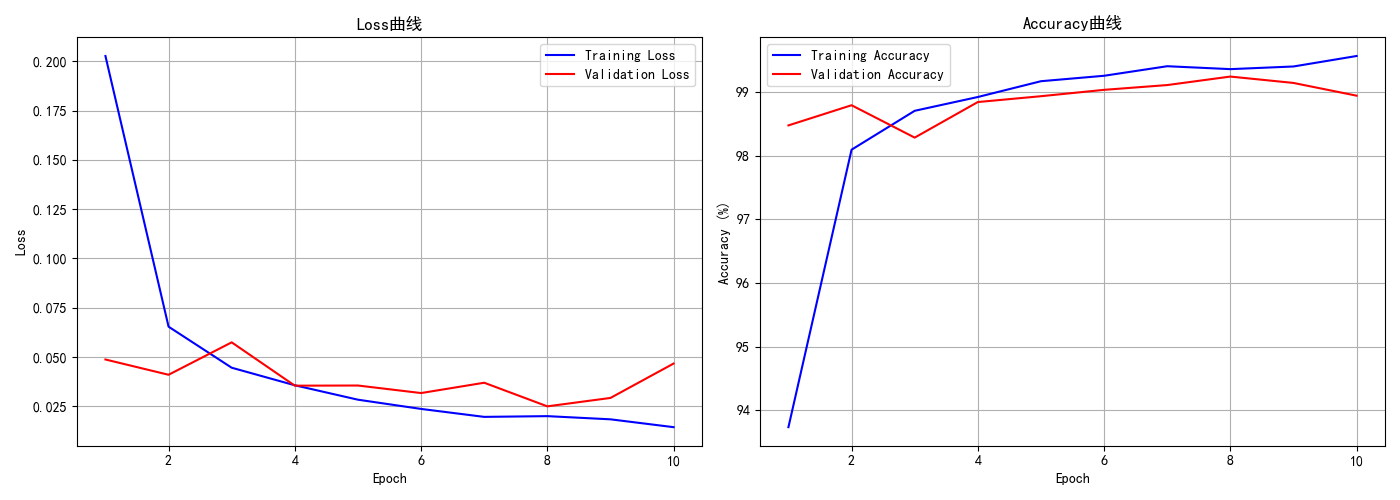 Loss曲线
Training Loss
Validation Loss
0.200
0.175
0.150
0.125
0.100
0.075
0.050
0.025
Loss
2
4
6
8
10
Epoch
Accuracy曲线
Training Accuracy
Validation Accuracy
99
98
97
96
95
94
Accuracy (%)
2
4
6
8
10
Epoch